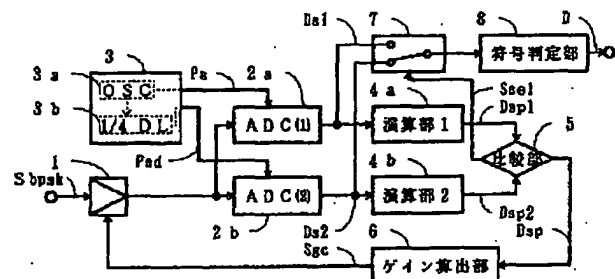 Ds1
7
8
D
3
Pa
2a
符号判定部
3a
OSC
4a
Ssel
Dsp1
3b
1/4 DL
ADC(1)
演算部1
5
Pad
比較部
1
4b
Sbpsk
ADC(2)
演算部2
Dsp2
2b
Ds2
6
Dsp
Sgc
ゲイン算出部